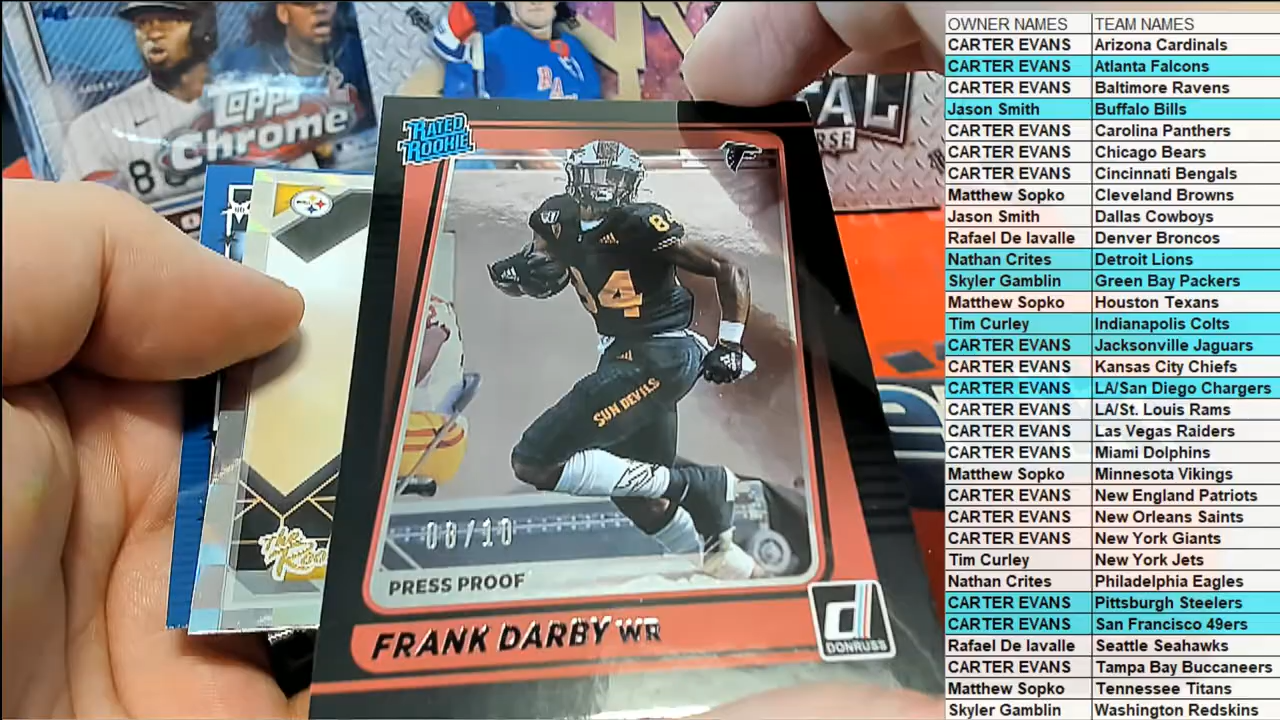 Topps
Chrome
RATED
ROOKIE
84
84
SUN DEVILS
08/10
PRESS PROOF
FRANK DARBY WR
DONRUSS
OWNER NAMES TEAM NAMES
CARTER EVANS Arizona Cardinals
CARTER EVANS Atlanta Falcons
CARTER EVANS Baltimore Ravens
Jason Smith Buffalo Bills
CARTER EVANS Carolina Panthers
CARTER EVANS Chicago Bears
CARTER EVANS Cincinnati Bengals
Matthew Sopko Cleveland Browns
Jason Smith Dallas Cowboys
Rafael De lavalle Denver Broncos
Nathan Crites Detroit Lions
Skyler Gamblin Green Bay Packers
Matthew Sopko Houston Texans
Tim Curley Indianapolis Colts
CARTER EVANS Jacksonville Jaguars
CARTER EVANS Kansas City Chiefs
CARTER EVANS LA/San Diego Chargers
CARTER EVANS LA/St. Louis Rams
CARTER EVANS Las Vegas Raiders
CARTER EVANS Miami Dolphins
Matthew Sopko Minnesota Vikings
CARTER EVANS New England Patriots
CARTER EVANS New Orleans Saints
CARTER EVANS New York Giants
Tim Curley New York Jets
Nathan Crites Philadelphia Eagles
CARTER EVANS Pittsburgh Steelers
CARTER EVANS San Francisco 49ers
Rafael De lavalle Seattle Seahawks
CARTER EVANS Tampa Bay Buccaneers
Matthew Sopko Tennessee Titans
Skyler Gamblin Washington Redskins